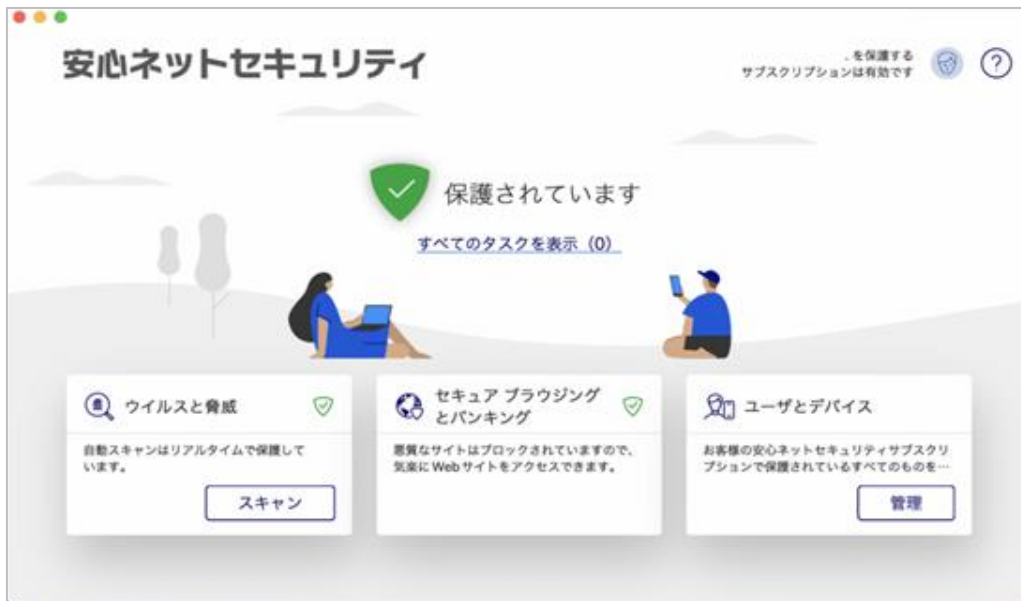 安心ネットセキュリティ
.を保護する
サブスクリプションは有効です
?
保護されています
すべてのタスクを表示（0）
ウイルスと脅威
自動スキャンはリアルタイムで保護して
います。
スキャン
セキュア ブラウジング
とバンキング
悪質なサイトはブロックされていますので、
気楽に Web サイトをアクセスできます。
ユーザとデバイス
お客様の安心ネットセキュリティサブスクリ
プションで保護されているすべてのものを…
管理